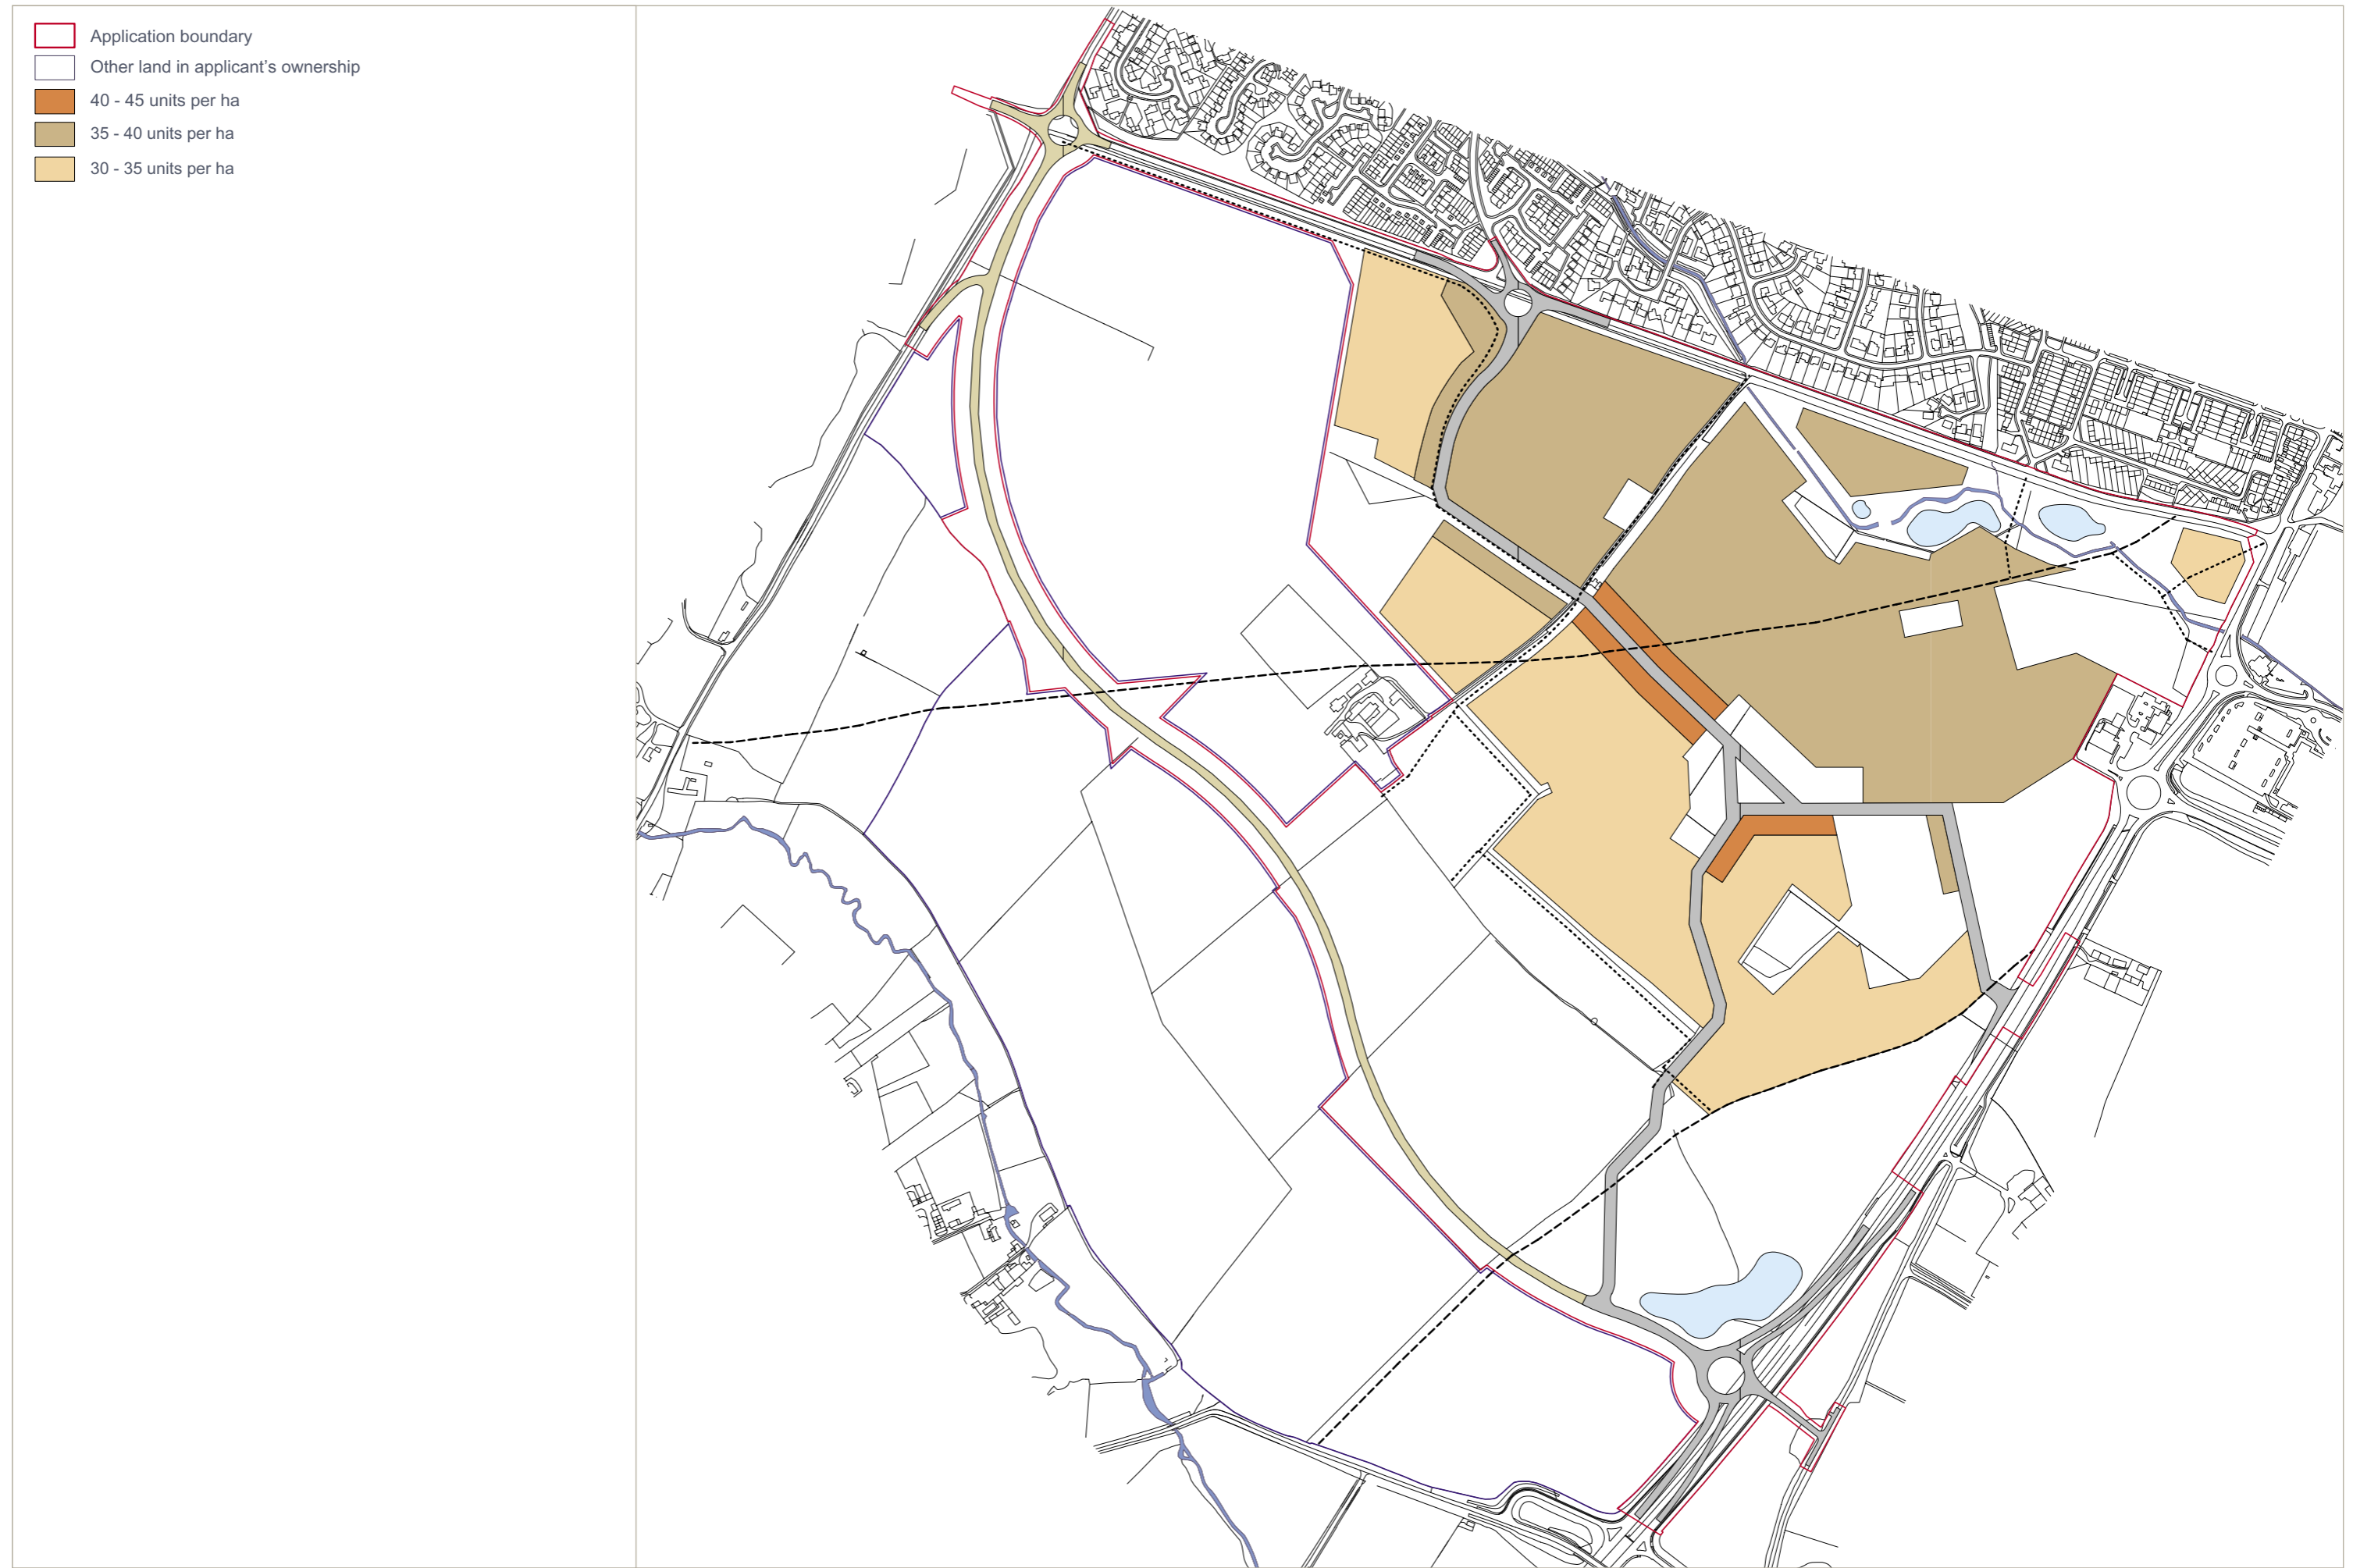 Application boundary
Other land in applicant's ownership
40 - 45 units per ha
35 - 40 units per ha
30 - 35 units per ha